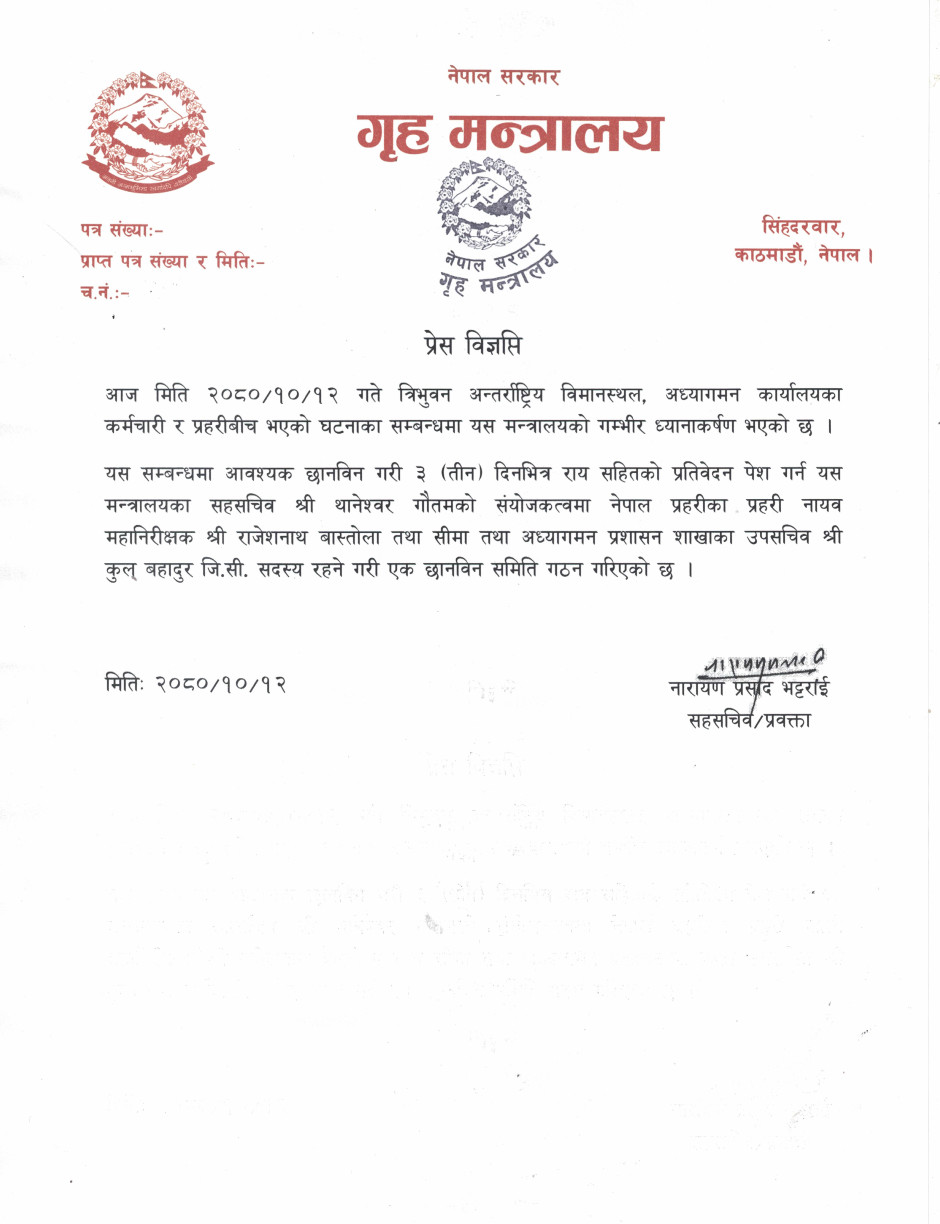 नेपाल सरकार
गृह मन्त्रालय
नेपाल सरकार
गृह मन्त्रालय
पत्र संख्याः-
प्राप्त पत्र संख्या र मितिः-
च.नं.:-
सिंहदरवार,
काठमाडौं, नेपाल ।
प्रेस विज्ञप्ति
आज मिति २०८०/१०/१२ गते त्रिभुवन अन्तर्राष्ट्रिय विमानस्थल, अध्यागमन कार्यालयका
कर्मचारी र प्रहरीबीच भएको घटनाका सम्बन्धमा यस मन्त्रालयको गम्भीर ध्यानाकर्षण भएको छ ।
यस सम्बन्धमा आवश्यक छानविन गरी ३ (तीन) दिनभित्र राय सहितको प्रतिवेदन पेश गर्न यस
मन्त्रालयका सहसचिव श्री थानेश्वर गौतमको संयोजकत्वमा नेपाल प्रहरीका प्रहरी नायव
महानिरीक्षक श्री राजेशनाथ बास्तोला तथा सीमा तथा अध्यागमन प्रशासन शाखाका उपसचिव श्री
कुल् बहादुर जि.सी. सदस्य रहने गरी एक छानविन समिति गठन गरिएको छ ।
मितिः २०८०/१०/१२
नारायण प्रसाद भट्टराई
सहसचिव/प्रवक्ता